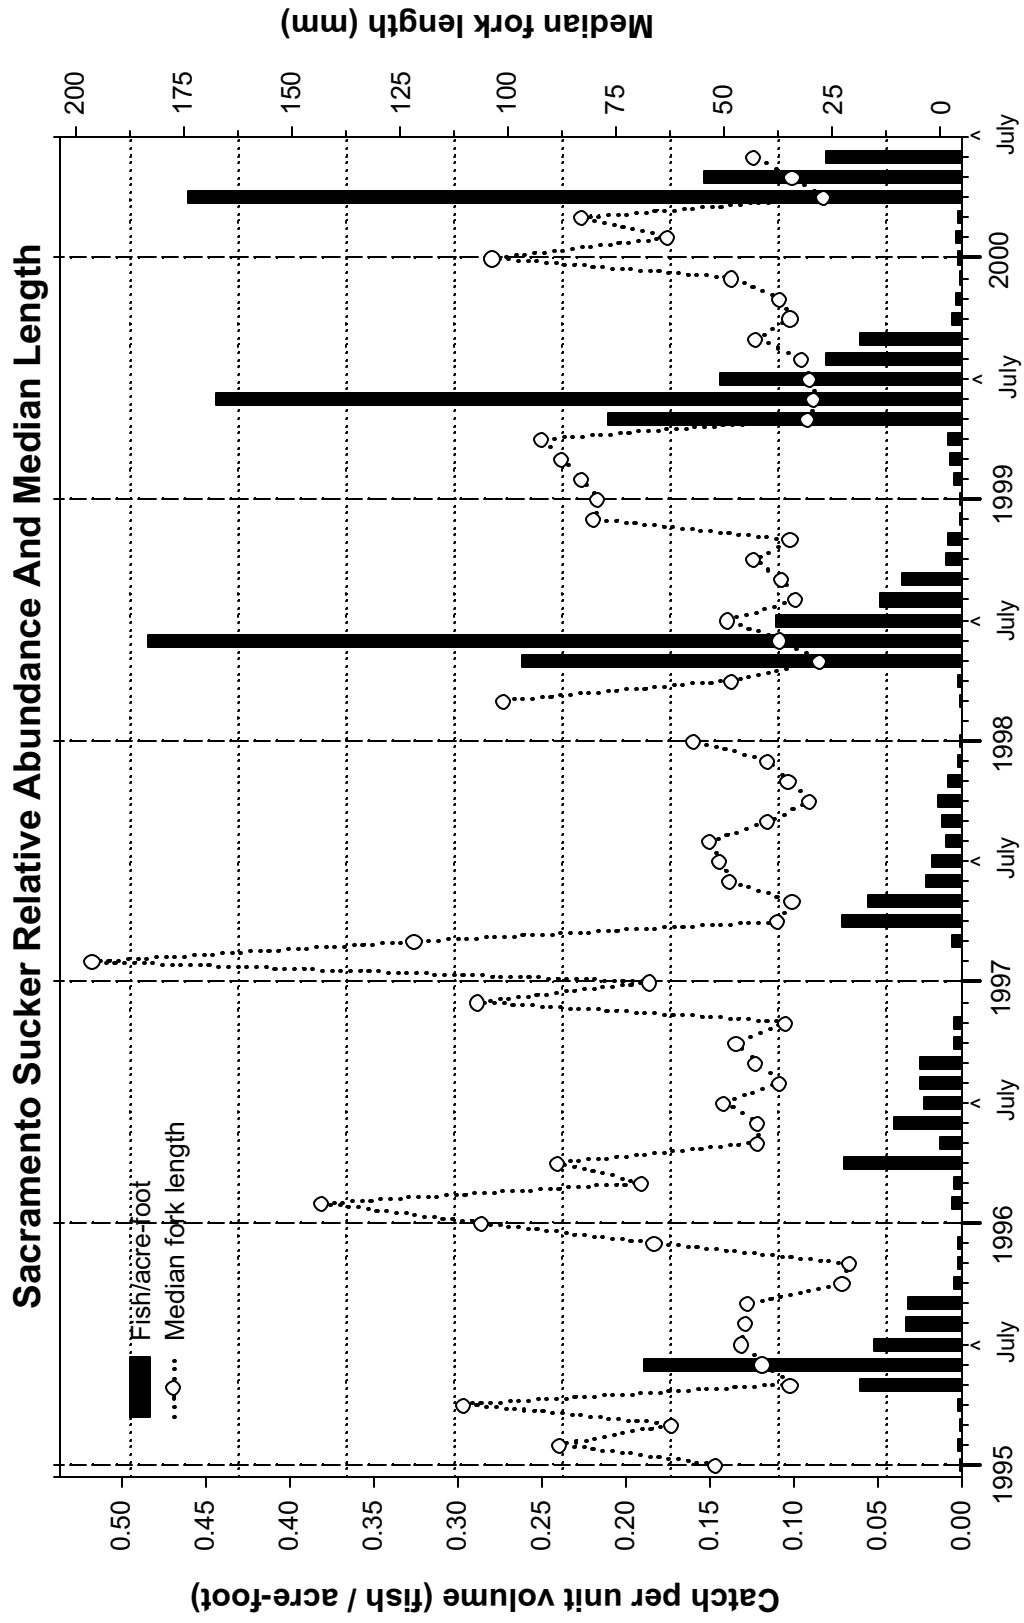 Sacramento Sucker Relative Abundance And Median Length
Fish/acre-foot
Median fork length
Catch per unit volume (fish / acre-foot)
0.50
0.45
0.40
0.35
0.30
0.25
0.20
0.15
0.10
0.05
0.00
Median fork length (mm)
200
175
150
125
100
75
50
25
0
1995
<
July
1996
<
July
1997
<
July
1998
<
July
1999
<
July
2000
<
July